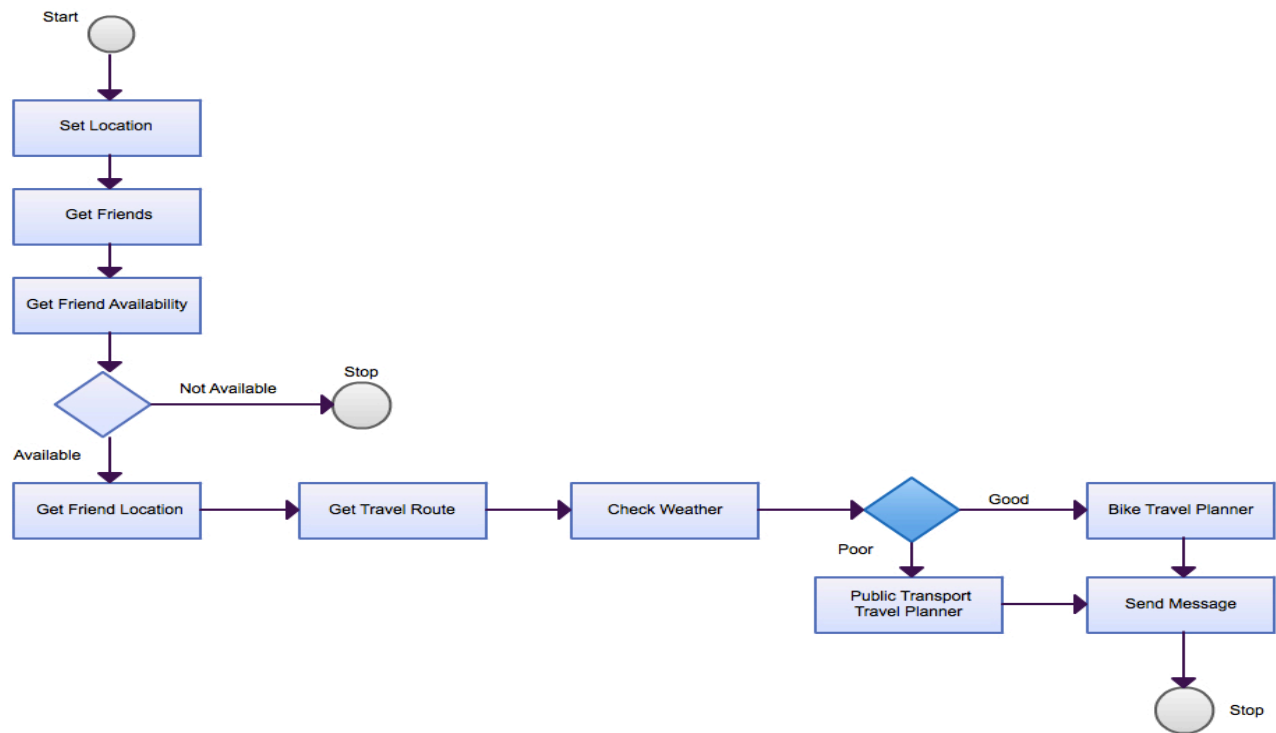 Start
Set Location
Get Friends
Get Friend Availability
Not Available
Stop
Available
Get Friend Location
Get Travel Route
Check Weather
Good
Bike Travel Planner
Poor
Public Transport
Travel Planner
Send Message
Stop